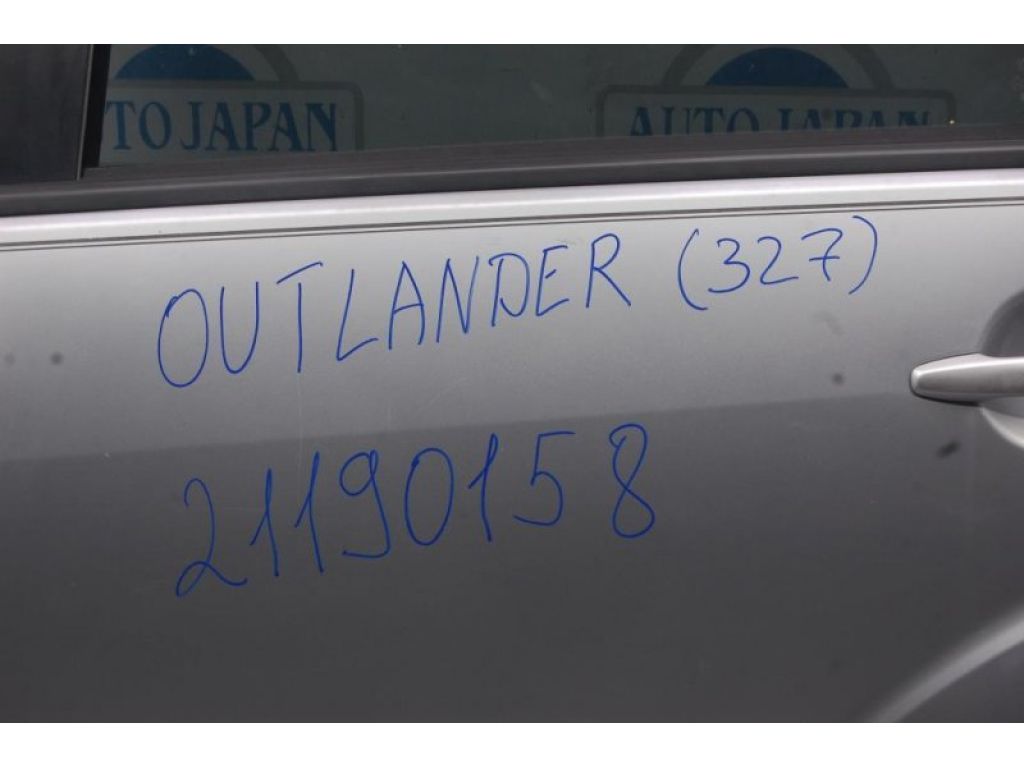 TO JAPAN AUTO JAPAN
OUTLANDER (327)
21190158